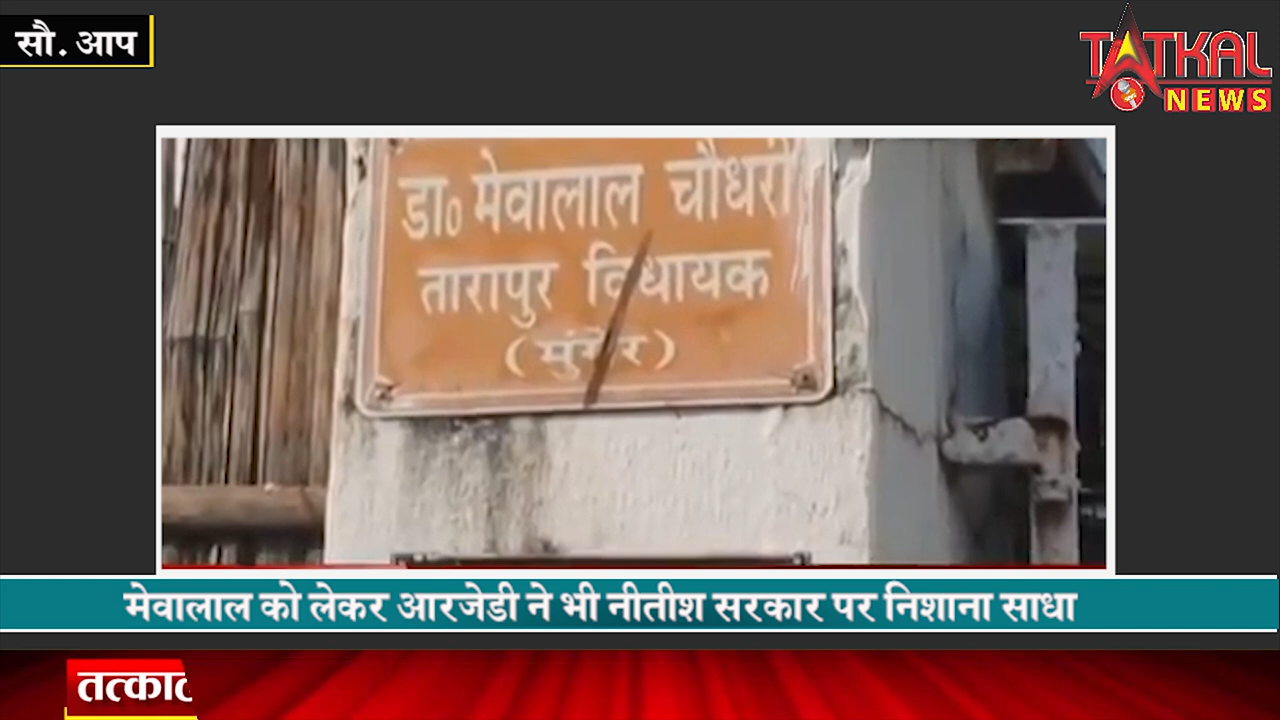 सौ. आप
TATKAL
NEWS
डा० मेवालाल चौधरी
तारापुर विधायक
(मुंगेर)
मेवालाल को लेकर आरजेडी ने भी नीतीश सरकार पर निशाना साधा